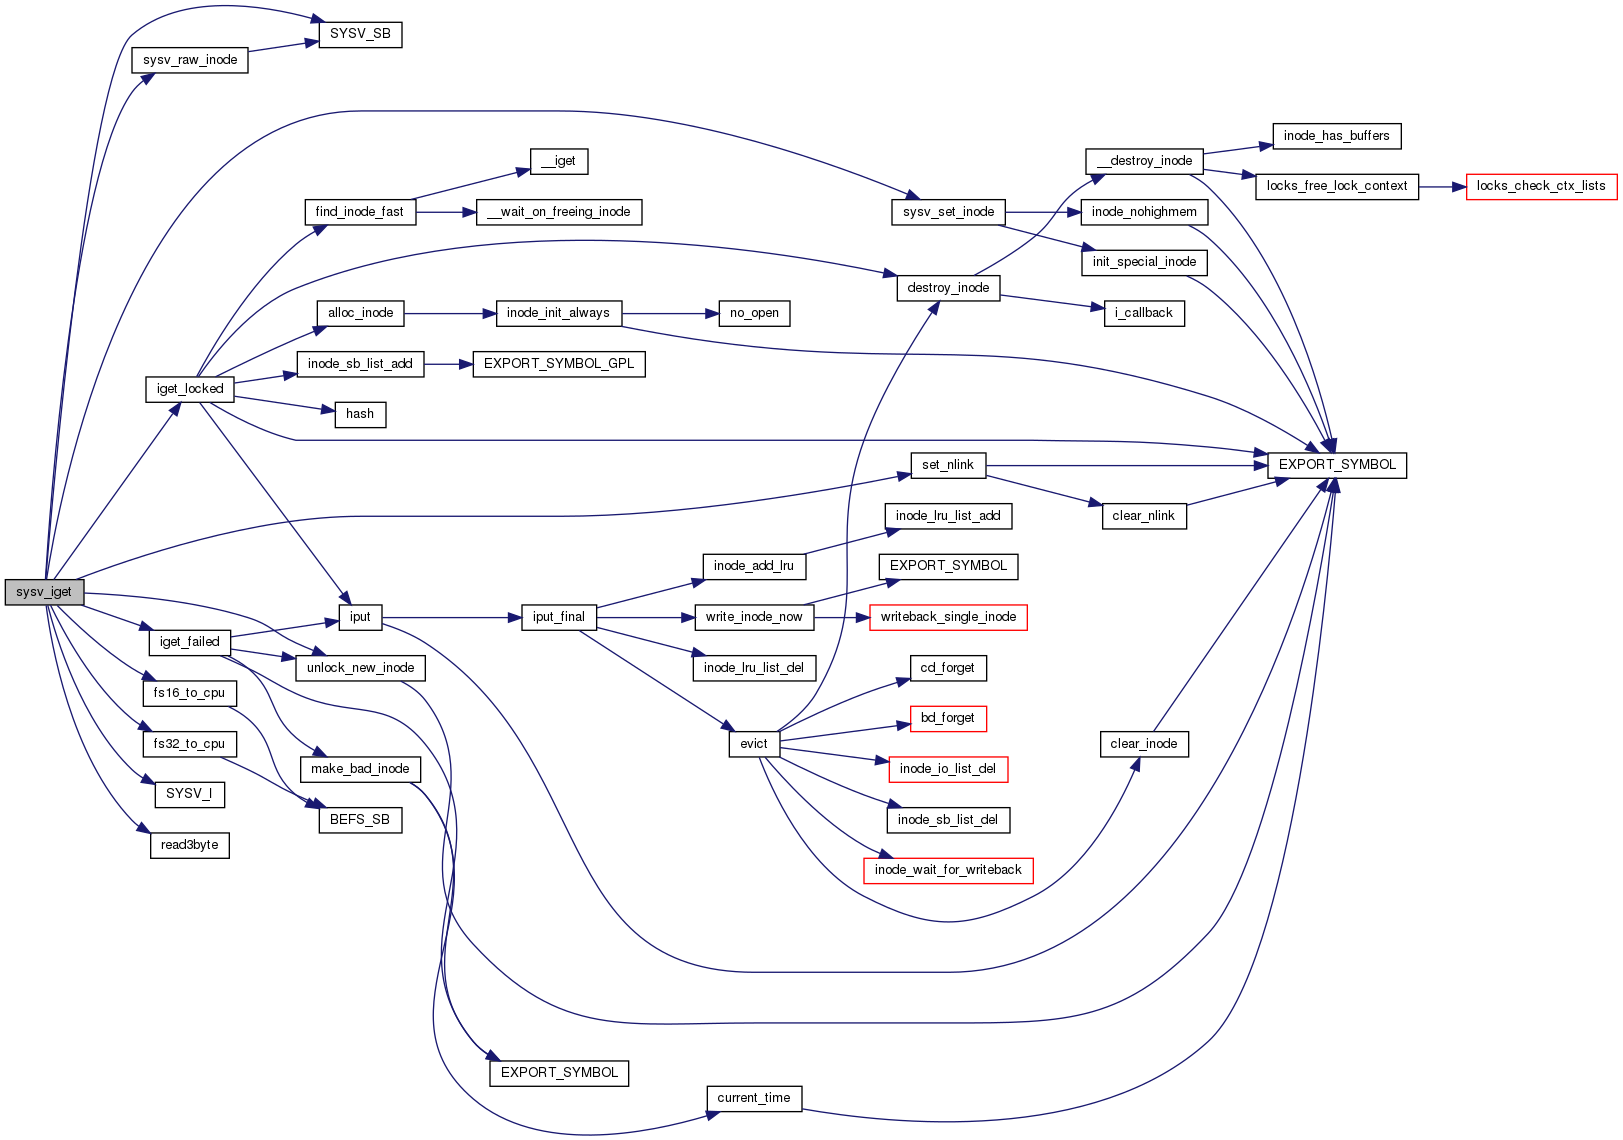 SYSV_SB
sysv_raw_inode
inode_has_buffers
__iget
__destroy_inode
locks_free_lock_context
locks_check_ctx_lists
find_inode_fast
__wait_on_freeing_inode
sysv_set_inode
inode_nohighmem
init_special_inode
destroy_inode
alloc_inode
inode_init_always
no_open
i_callback
inode_sb_list_add
EXPORT_SYMBOL_GPL
iget_locked
hash
set_nlink
EXPORT_SYMBOL
inode_lru_list_add
clear_nlink
inode_add_lru
EXPORT_SYMBOL
sysv_iget
iput
iput_final
write_inode_now
writeback_single_inode
iget_failed
unlock_new_inode
inode_lru_list_del
cd_forget
fs16_to_cpu
bd_forget
fs32_to_cpu
evict
clear_inode
make_bad_inode
inode_io_list_del
SYSV_I
BEFS_SB
inode_sb_list_del
read3byte
inode_wait_for_writeback
EXPORT_SYMBOL
current_time